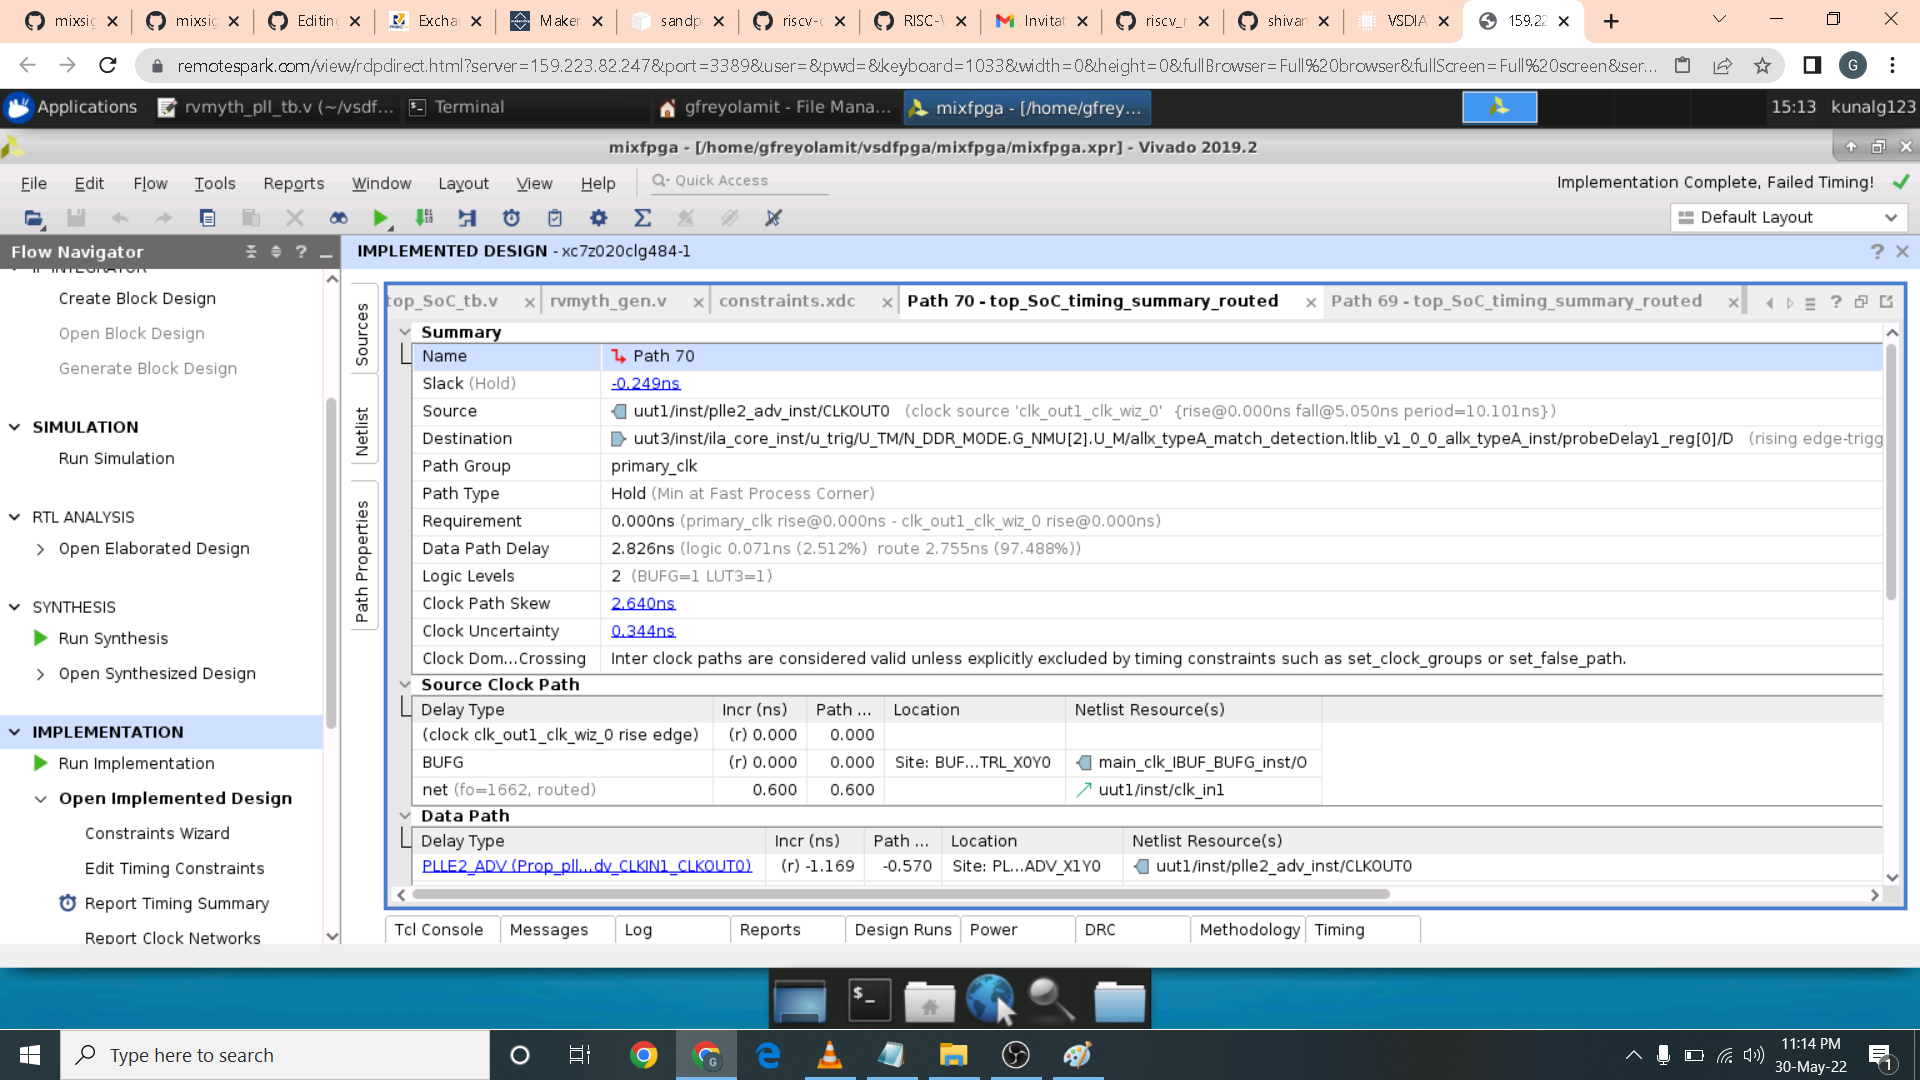 mixsig
mixsig
Editing
Exchar
Maker
sandp
riscv-c
RISC-V
Invitat
riscv_r
shivan
VSDIA
159.22
remotespark.com/view/rdpdirect.html?server=159.223.82.247&port=3389&user=&pwd=&keyboard=1033&width=0&height=0&fullBrowser=Full%20browser&fullScreen=Full%20screen&ser...
G
Applications
rvmyth_pll_tb.v (~/vsdf...
Terminal
gfreyolamit - File Mana...
mixfpga - [/home/gfrey...
15:13
kunalg123
mixfpga - [/home/gfreyolamit/vsdfpga/mixfpga/mixfpga.xpr] - Vivado 2019.2
File Edit Flow Tools Reports Window Layout View Help
Quick Access
Implementation Complete, Failed Timing!
Default Layout
Flow Navigator
IMPLEMENTED DESIGN - xc7z020clg484-1
IP INTEGRATOR
Create Block Design
Open Block Design
Generate Block Design
SIMULATION
Run Simulation
RTL ANALYSIS
Open Elaborated Design
SYNTHESIS
Run Synthesis
Open Synthesized Design
IMPLEMENTATION
Run Implementation
Open Implemented Design
Constraints Wizard
Edit Timing Constraints
Report Timing Summary
Report Clock Networks
Sources
Netlist
Path Properties
top_SoC_tb.v
rvmyth_gen.v
constraints.xdc
Path 70 - top_SoC_timing_summary_routed
Path 69 - top_SoC_timing_summary_routed
Summary
Name Path 70
Slack (Hold) -0.249ns
Source uut1/inst/plle2_adv_inst/CLKOUT0 (clock source 'clk_out1_clk_wiz_0' {rise@0.000ns fall@5.050ns period=10.101ns})
Destination uut3/inst/ila_core_inst/u_trig/U_TM/N_DDR_MODE.G_NMU[2].U_M/allx_typeA_match_detection.ltlib_v1_0_0_allx_typeA_inst/probeDelay1_reg[0]/D (rising edge-trigg
Path Group primary_clk
Path Type Hold (Min at Fast Process Corner)
Requirement 0.000ns (primary_clk rise@0.000ns - clk_out1_clk_wiz_0 rise@0.000ns)
Data Path Delay 2.826ns (logic 0.071ns (2.512%) route 2.755ns (97.488%))
Logic Levels 2 (BUFG=1 LUT3=1)
Clock Path Skew 2.640ns
Clock Uncertainty 0.344ns
Clock Dom...Crossing Inter clock paths are considered valid unless explicitly excluded by timing constraints such as set_clock_groups or set_false_path.
Source Clock Path
Delay Type Incr (ns) Path ... Location Netlist Resource(s)
(clock clk_out1_clk_wiz_0 rise edge) (r) 0.000 0.000
BUFG (r) 0.000 0.000 Site: BUF...TRL_X0Y0 main_clk_IBUF_BUFG_inst/O
net (fo=1662, routed) 0.600 0.600 uut1/inst/clk_in1
Data Path
Delay Type Incr (ns) Path ... Location Netlist Resource(s)
PLLE2_ADV (Prop_pll...dv_CLKIN1_CLKOUT0) (r) -1.169 -0.570 Site: PL...ADV_X1Y0 uut1/inst/plle2_adv_inst/CLKOUT0
Tcl Console Messages Log Reports Design Runs Power DRC Methodology Timing
Type here to search
G
11:14 PM
30-May-22
1